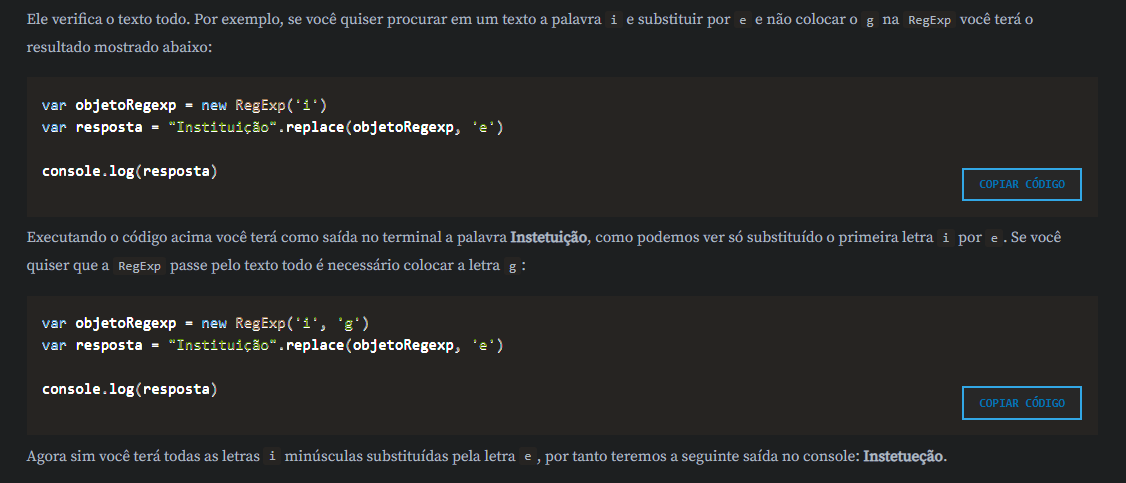 Ele verifica o texto todo. Por exemplo, se você quiser procurar em um texto a palavra i e substituir por e e não colocar o g na RegExp você terá o
resultado mostrado abaixo:
var objetoRegexp = new RegExp('i')
var resposta = "Instituição".replace(objetoRegexp, 'e')
console.log(resposta)
COPIAR CÓDIGO
Executando o código acima você terá como saída no terminal a palavra Instetuição, como podemos ver só substituído o primeira letra i por e . Se você
quiser que a RegExp passe pelo texto todo é necessário colocar a letra g :
var objetoRegexp = new RegExp('i', 'g')
var resposta = "Instituição".replace(objetoRegexp, 'e')
console.log(resposta)
COPIAR CÓDIGO
Agora sim você terá todas as letras i minúsculas substituídas pela letra e , por tanto teremos a seguinte saída no console: Instetueção.